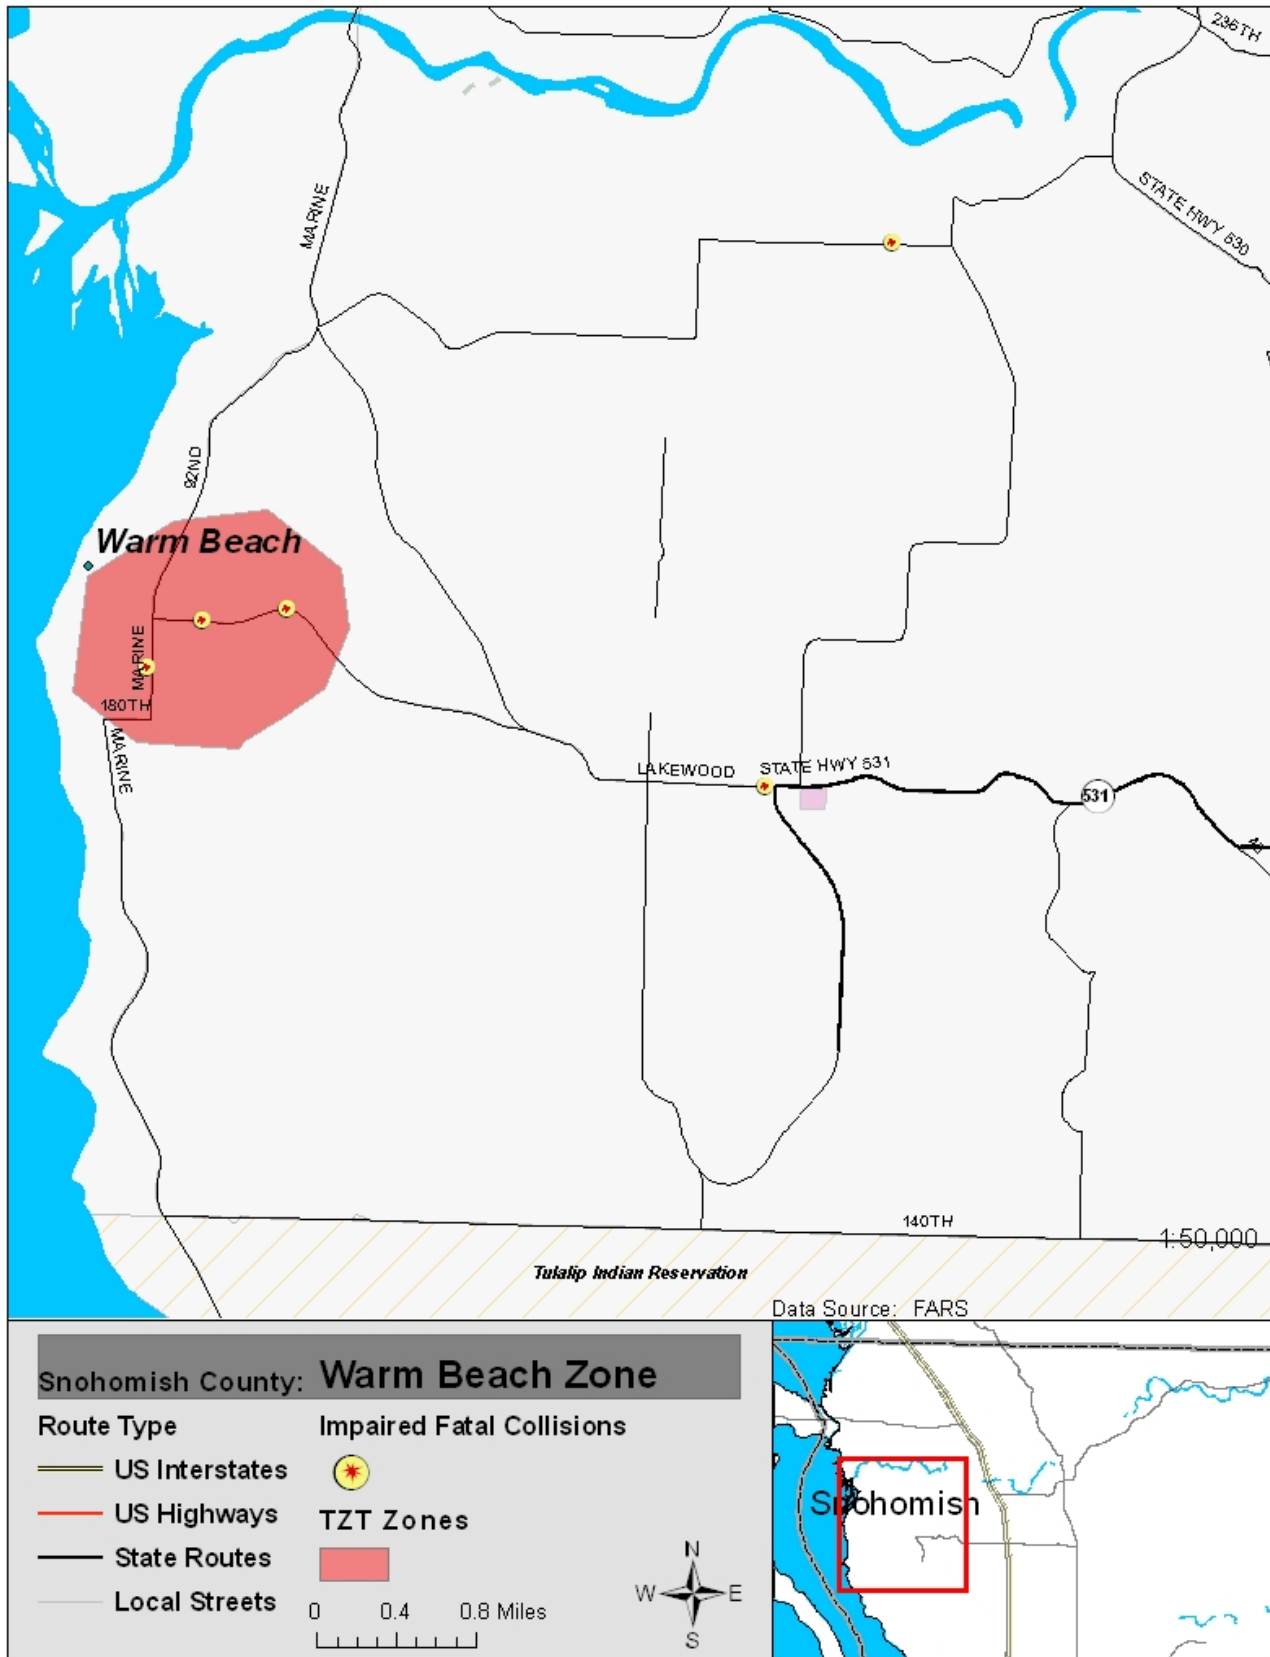 236TH
STATE HWY 530
MARINE
92ND
Warm Beach
MARINE
180TH
MARINE
LAKEWOOD
STATE HWY 531
531
140TH
1:50,000
Tulalip Indian Reservation
Data Source: FARS
Snohomish County: Warm Beach Zone
Route Type
Impaired Fatal Collisions
US Interstates
US Highways
TZT Zones
State Routes
Local Streets
0 0.4 0.8 Miles
N
W E
S
Snohomish